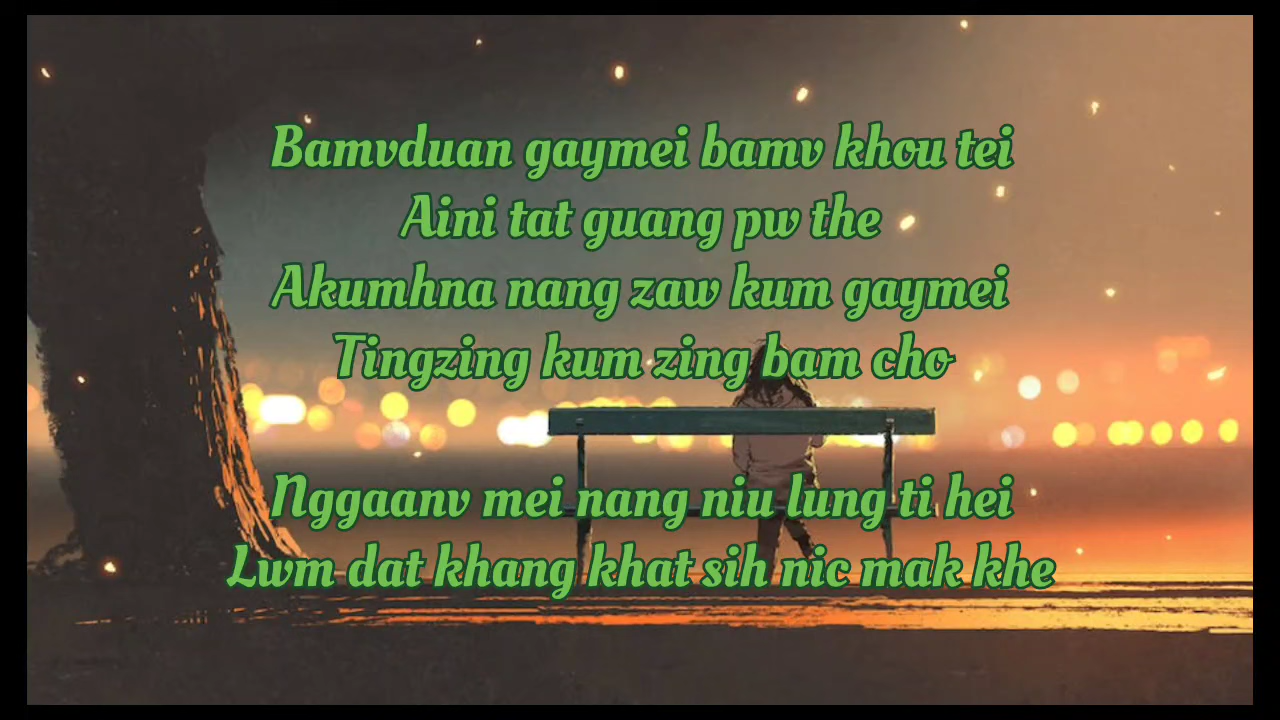 Bamvduan gaymei bamv khou tei
Aini tat guang pw the
Akumhna nang zaw kum gaymei
Tingzing kum zing bam cho
Nggaanv mei nang niu lung ti hei
Lwm dat khang khat sih nic mak khe